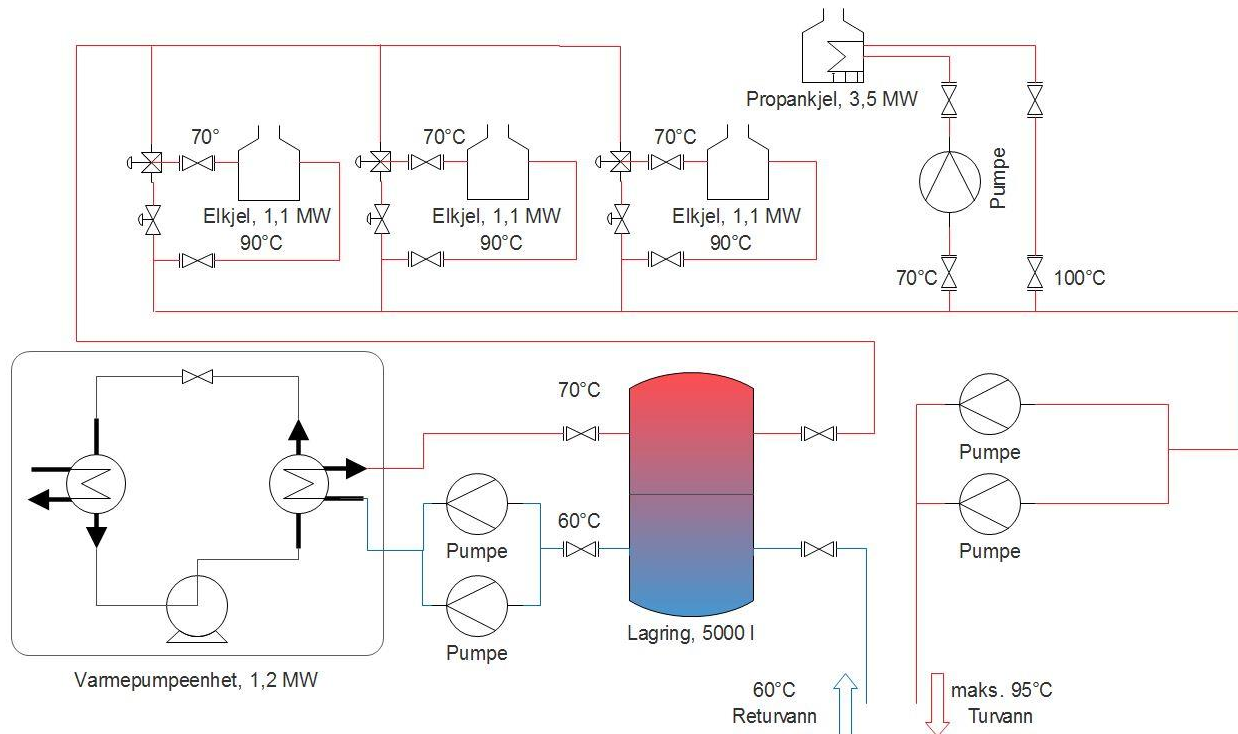 Propankjel, 3,5 MW
70°
70°C
70°C
Pumpe
Elkjel, 1,1 MW
90°C
Elkjel, 1,1 MW
90°C
Elkjel, 1,1 MW
90°C
70°C
100°C
70°C
Pumpe
60°C
Pumpe
Pumpe
Pumpe
Lagring, 5000 l
Varmepumpeenhet, 1,2 MW
60°C
Returvann
maks. 95°C
Turvann